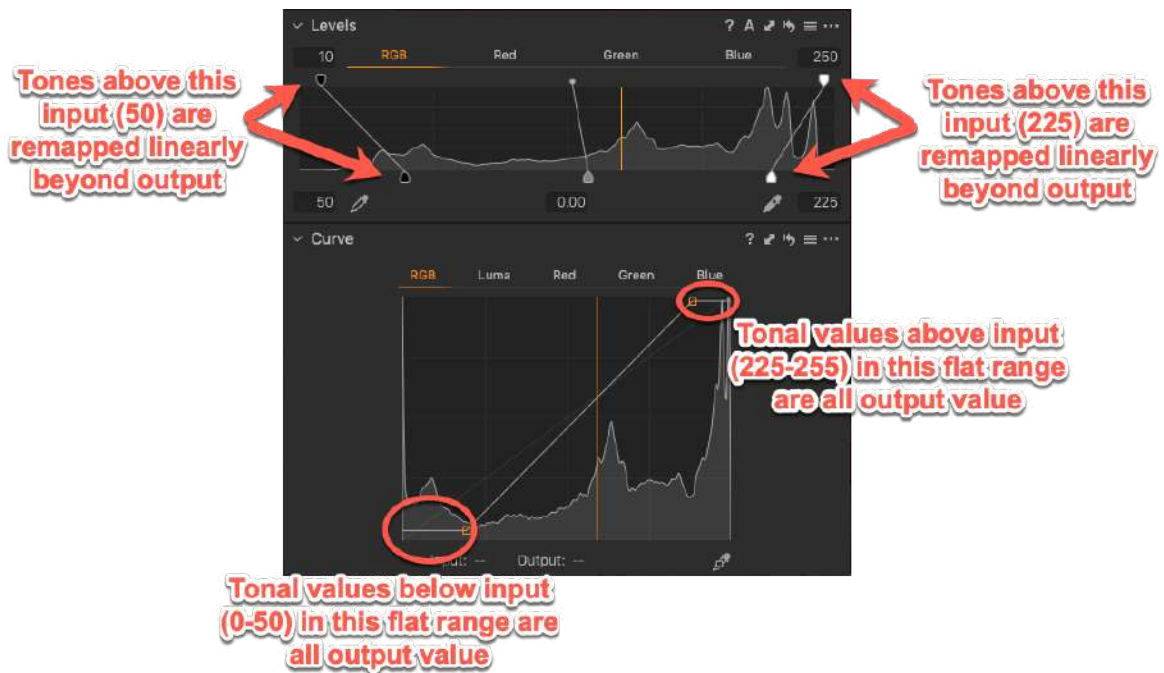 Levels
? A
10 RGB Red Green Blue 250
Tones above this
input (50) are
remapped linearly
beyond output
Tones above this
input (225) are
remapped linearly
beyond output
50 0.00 225
Curve
?
RGB Luma Red Green Blue
Tonal values above input
(225-255) in this flat range
are all output value
Input: -- Output: --
Tonal values below input
(0-50) in this flat range are
all output value